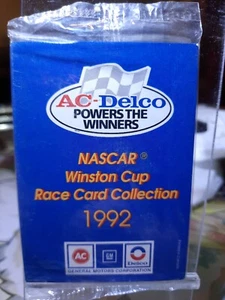 AC-Delco
POWERS THE
WINNERS
NASCAR®
Winston Cup
Race Card Collection
1992
AC GM Delco
GENERAL MOTORS CORPORATION